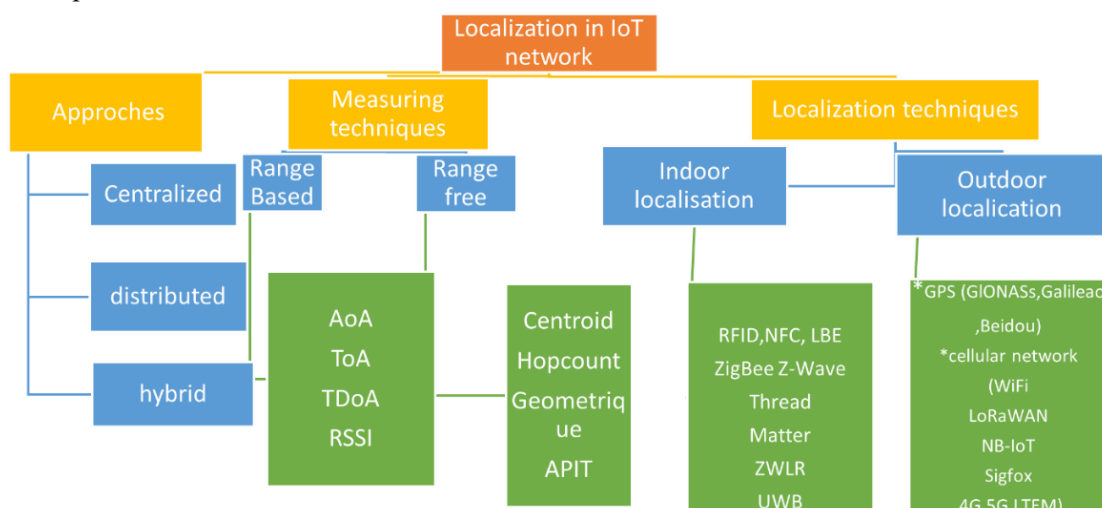 Localization in IoT
network
Approches
Measuring
techniques
Localization techniques
Range
Based
Range
free
Indoor
localisation
Outdoor
localication
Centralized
distributed
hybrid
AoA
ToA
TDoA
RSSI
Centroid
Hopcount
Geometriq
ue
APIT
RFID,NFC, LBE
ZigBee Z-Wave
Thread
Matter
ZWLR
UWB
*GPS (GlONASs,Galileac
,Beidou)
*cellular network
(WiFi
LoRaWAN
NB-IoT
Sigfox
4G,5G,LTEM)